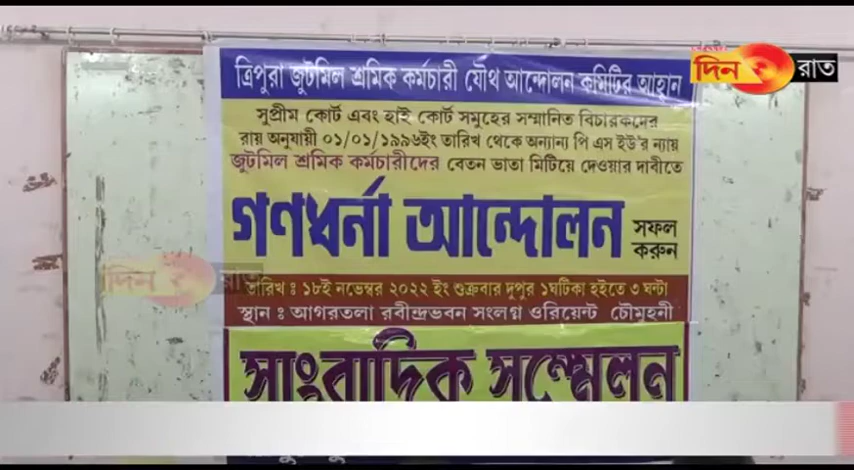 ত্রিপুরা জুটমিল শ্রমিক কর্মচারী যৌথ আন্দোলন কমিটির আহ্বান
দিন রাত
সুপ্রীম কোর্ট এবং হাই কোর্ট সমুহের সম্মানিত বিচারকদের
রায় অনুযায়ী ০১/০১/১৯৯৬ইং তারিখ থেকে অন্যান্য পি এস ইউ'র ন্যায়
জুটমিল শ্রমিক কর্মচারীদের বেতন ভাতা মিটিয়ে দেওয়ার দাবীতে
গণধর্না আন্দোলন সফল করুন
দিন রাত
তারিখ : ১৮ই নভেম্বর ২০২২ ইং শুক্রবার দুপুর ১ঘটিকা হইতে ৩ ঘন্টা
স্থান : আগরতলা রবীন্দ্রভবন সংলগ্ন ওরিয়েন্ট চৌমুহনী
সাংবাদিক সম্মেলন